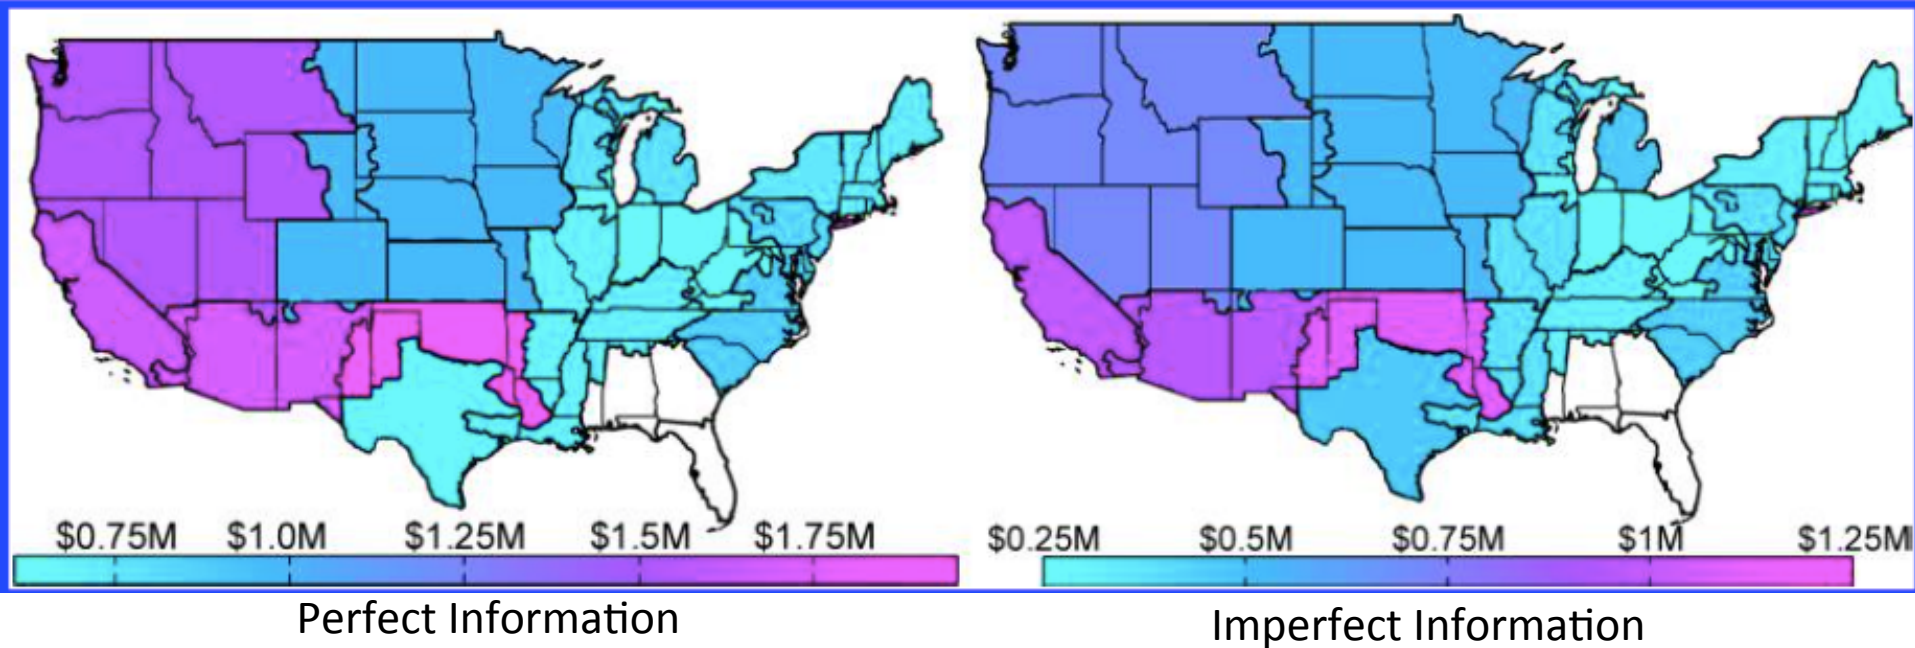 $0.75M $1.0M $1.25M $1.5M $1.75M
Perfect Information
$0.25M $0.5M $0.75M $1M $1.25M
Imperfect Information